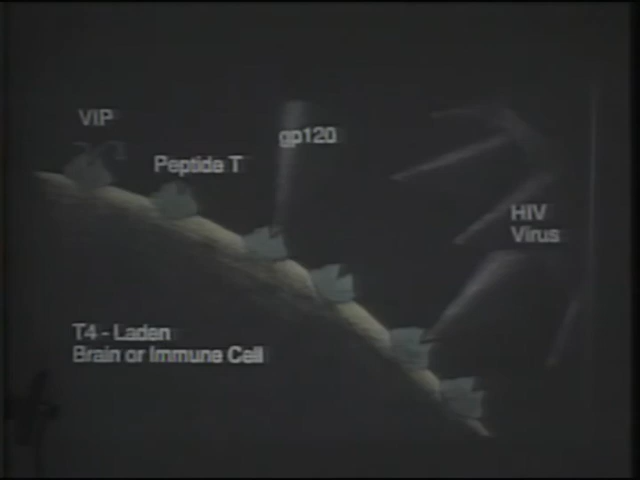 VIP
Peptide T
gp120
HIV
Virus
T4 - Laden
Brain or Immune Cell